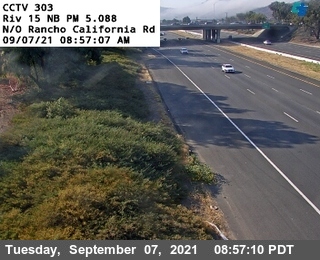 CCTV 303
Riv 15 NB PM 5.088
N/O Rancho California Rd
09/07/21 08:57:07 AM
Tuesday, September 07, 2021 08:57:10 PDT